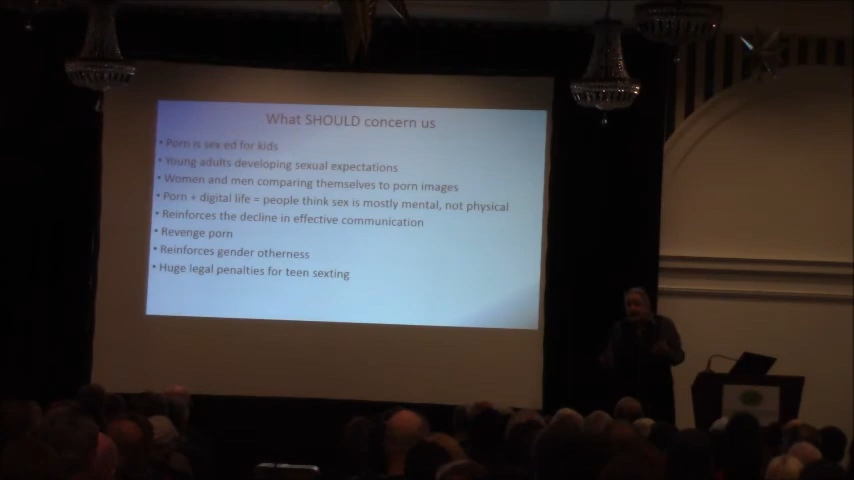 What SHOULD concern us
• Porn is sex ed for kids
• Young adults developing sexual expectations
• Women and men comparing themselves to porn images
• Porn + digital life = people think sex is mostly mental, not physical
• Reinforces the decline in effective communication
• Revenge porn
• Reinforces gender otherness
• Huge legal penalties for teen sexting